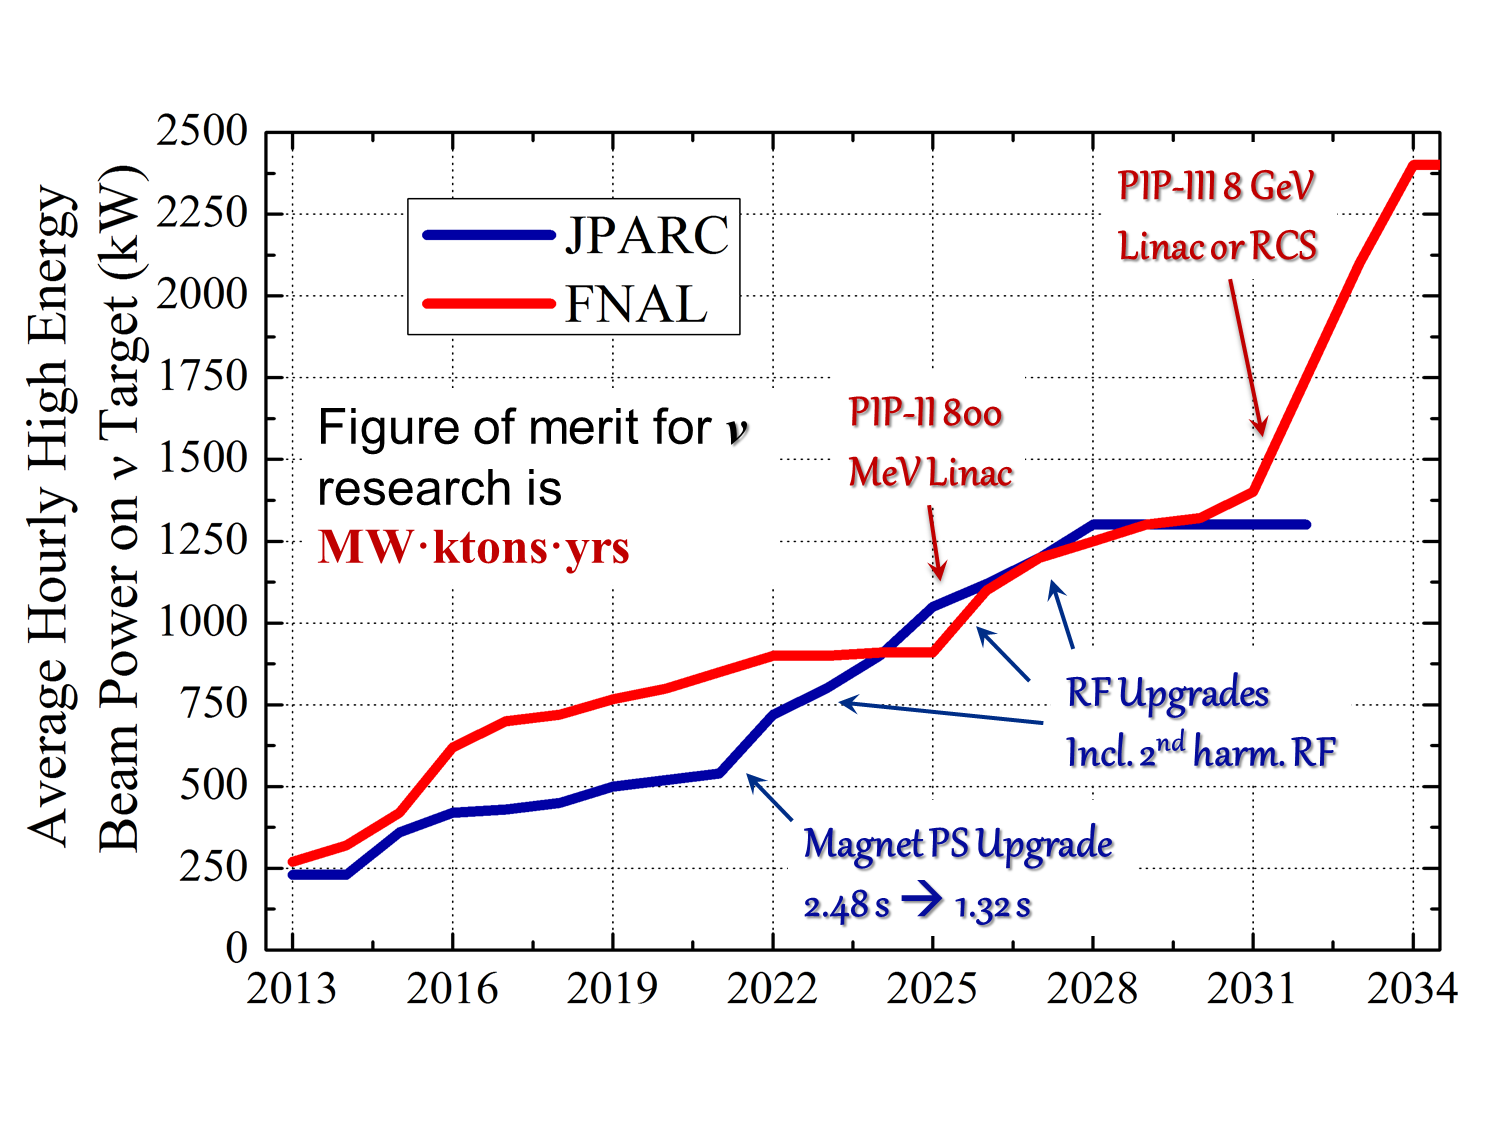 Average Hourly High Energy
Beam Power on ν Target (kW)
2500
2250
2000
1750
1500
1250
1000
750
500
250
0
2013
2016
2019
2022
2025
2028
2031
2034
JPARC
FNAL
Figure of merit for ν
research is
MW·ktons·yrs
PIP-III 8 GeV
Linac or RCS
PIP-II 800
MeV Linac
RF Upgrades
Incl. 2nd harm. RF
Magnet PS Upgrade
2.48 s → 1.32 s